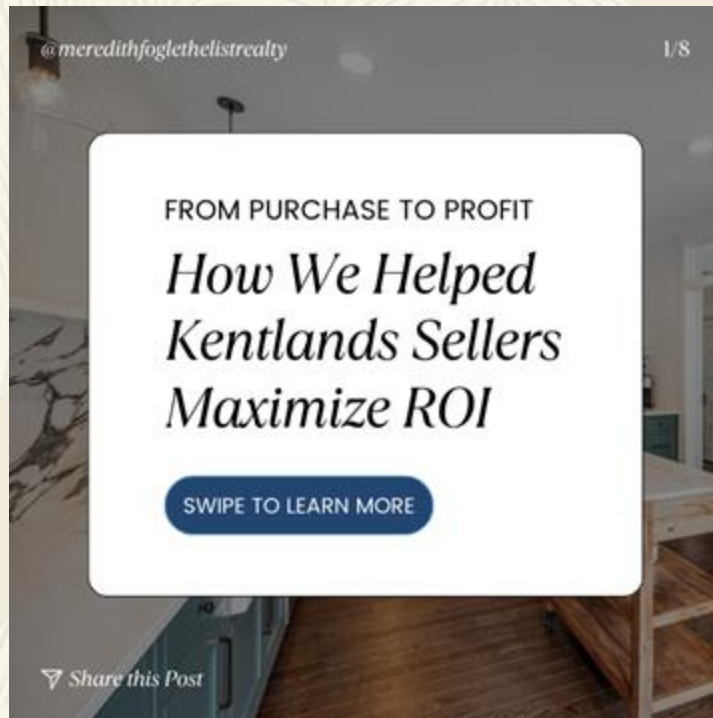 @meredithfoglethelistrealty
1/8
FROM PURCHASE TO PROFIT
How We Helped
Kentlands Sellers
Maximize ROI
SWIPE TO LEARN MORE
Share this Post